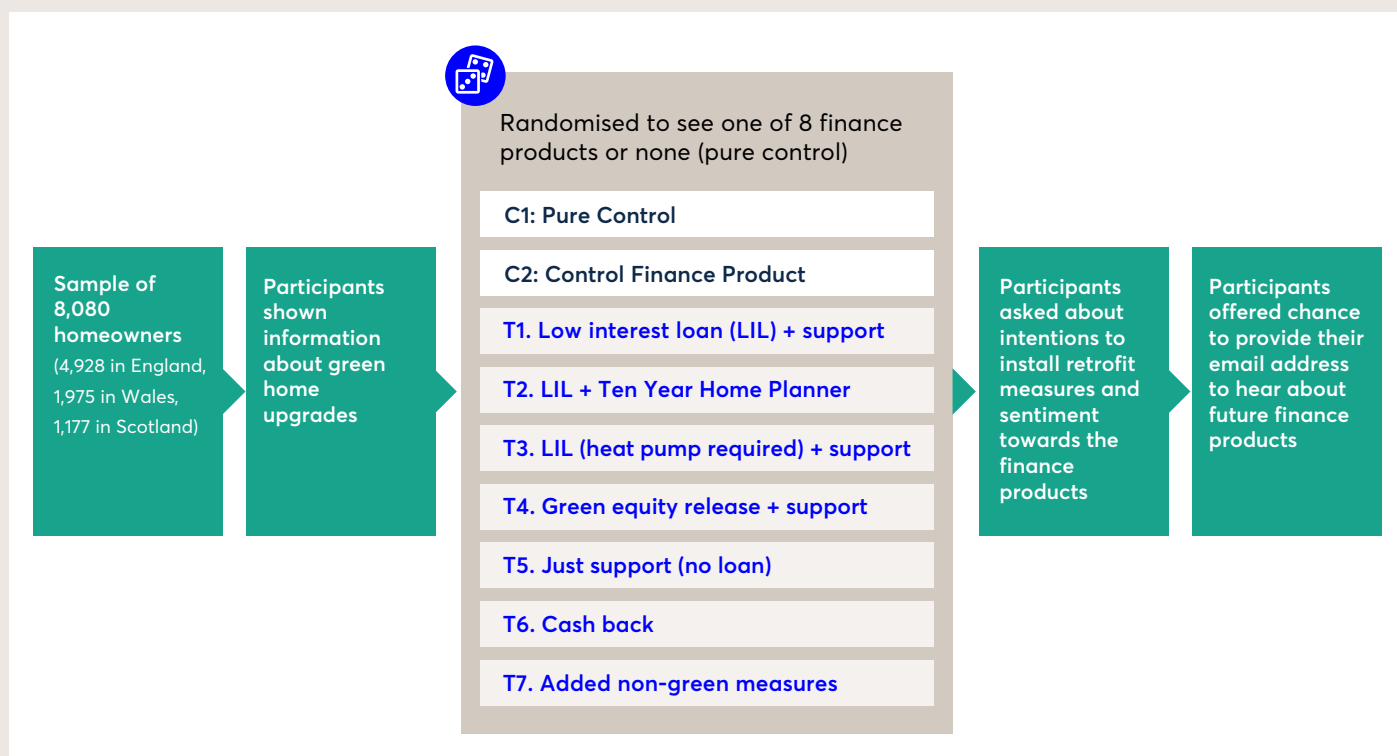 Sample of
8,080
homeowners
(4,928 in England,
1,975 in Wales,
1,177 in Scotland)
Participants
shown
information
about green
home
upgrades
Randomised to see one of 8 finance
products or none (pure control)
C1: Pure Control
C2: Control Finance Product
T1. Low interest loan (LIL) + support
T2. LIL + Ten Year Home Planner
T3. LIL (heat pump required) + support
T4. Green equity release + support
T5. Just support (no loan)
T6. Cash back
T7. Added non-green measures
Participants
asked about
intentions to
install retrofit
measures and
sentiment
towards the
finance
products
Participants
offered chance
to provide their
email address
to hear about
future finance
products